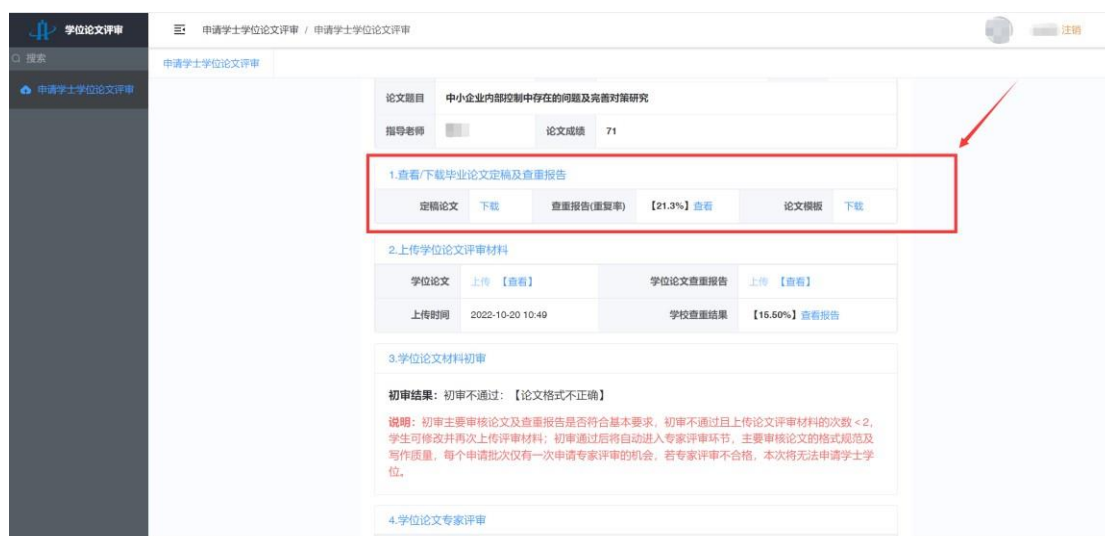 学位论文评审
申请学士学位论文评审 / 申请学士学位论文评审
注销
搜索
申请学士学位论文评审
申请学士学位论文评审
论文题目 中小企业内部控制中存在的问题及完善对策研究
指导老师 论文成绩 71
1.查看/下载毕业论文定稿及查重报告
定稿论文 下载 查重报告(重复率) 【21.3%】查看 论文模板 下载
2.上传学位论文评审材料
学位论文 上传 【查看】 学位论文查重报告 上传 【查看】
上传时间 2022-10-20 10:49 学校查重结果 【15.50%】查看报告
3.学位论文材料初审
初审结果：初审不通过：【论文格式不正确】
说明：初审主要审核论文及查重报告是否符合基本要求，初审不通过且上传论文评审材料的次数 < 2，
学生可修改并再次上传评审材料；初审通过后将自动进入专家评审环节，主要审核论文的格式规范及
写作质量，每个申请批次仅有一次申请专家评审的机会，若专家评审不合格，本次将无法申请学士学
位。
4.学位论文专家评审